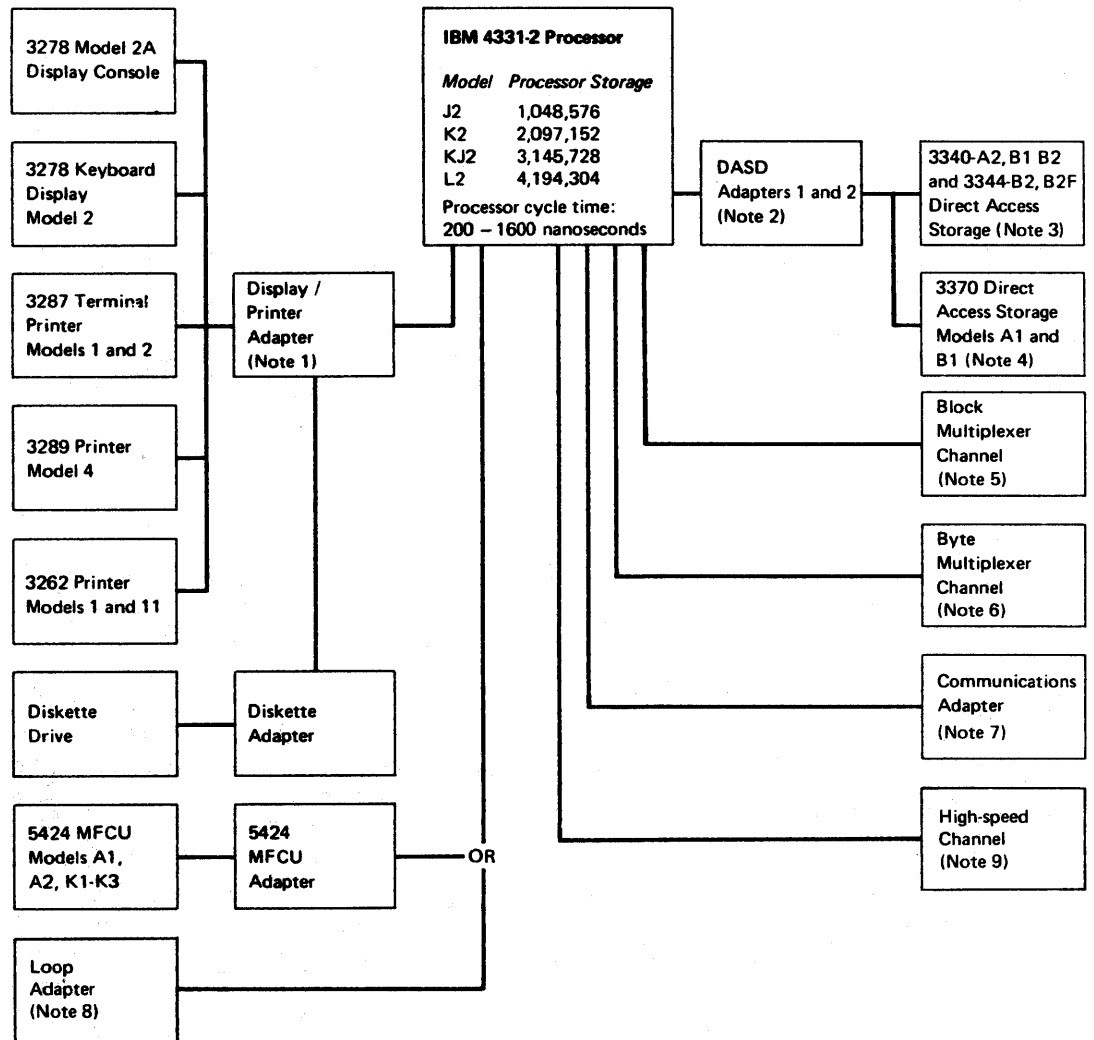 3278 Model 2A
Display Console
3278 Keyboard
Display
Model 2
3287 Terminal
Printer
Models 1 and 2
3289 Printer
Model 4
3262 Printer
Models 1 and 11
Diskette
Drive
5424 MFCU
Models A1,
A2, K1-K3
Loop
Adapter
(Note 8)
Display /
Printer
Adapter
(Note 1)
Diskette
Adapter
5424
MFCU
Adapter
OR
IBM 4331-2 Processor
Model Processor Storage
J2 1,048,576
K2 2,097,152
KJ2 3,145,728
L2 4,194,304
Processor cycle time:
200 – 1600 nanoseconds
DASD
Adapters 1 and 2
(Note 2)
3340-A2, B1 B2
and 3344-B2, B2F
Direct Access
Storage (Note 3)
3370 Direct
Access Storage
Models A1 and
B1 (Note 4)
Block
Multiplexer
Channel
(Note 5)
Byte
Multiplexer
Channel
(Note 6)
Communications
Adapter
(Note 7)
High-speed
Channel
(Note 9)